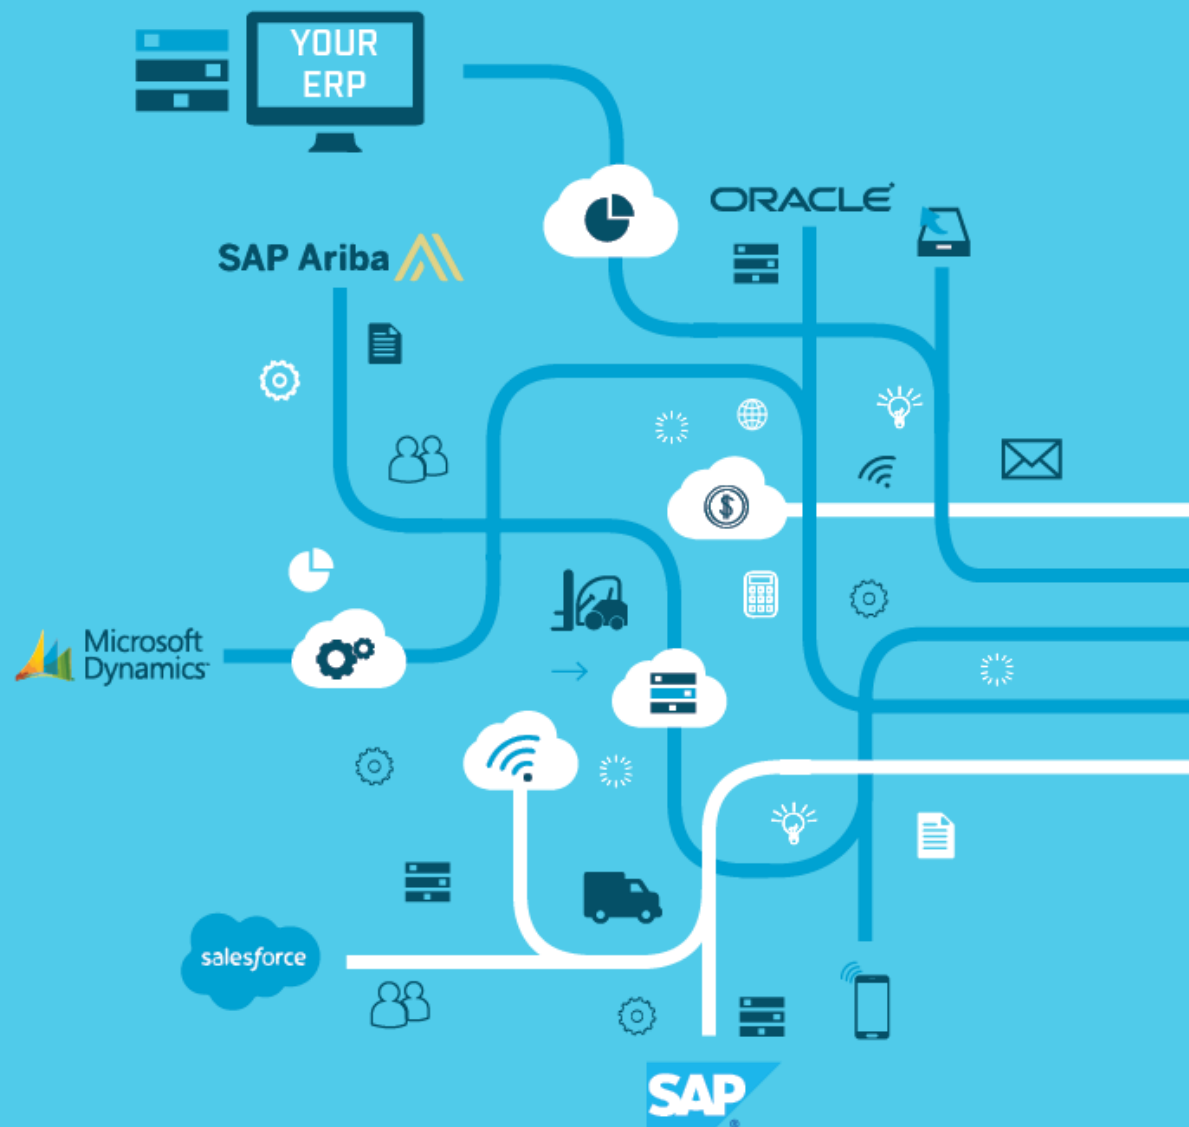 YOUR
ERP
ORACLE
SAP Ariba
$
Microsoft
Dynamics
salesforce
SAP
®